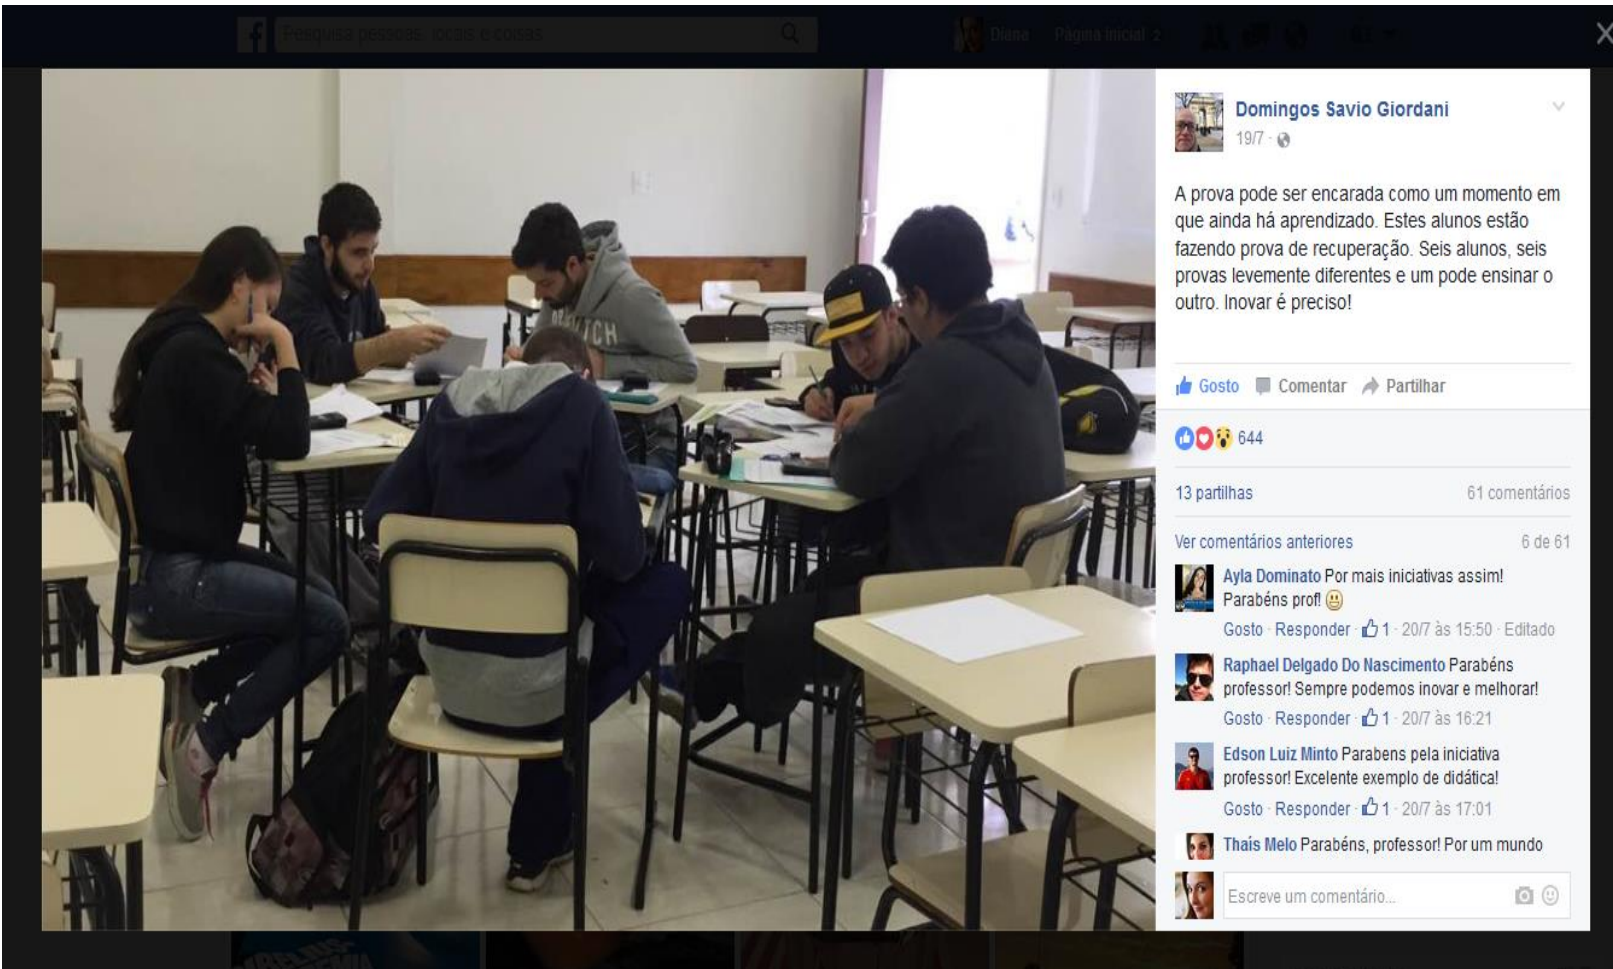 f
Pesquisa pessoas, locais e coisas
Diana
Página inicial 2
Domingos Savio Giordani
19/7 ·
A prova pode ser encarada como um momento em
que ainda há aprendizado. Estes alunos estão
fazendo prova de recuperação. Seis alunos, seis
provas levemente diferentes e um pode ensinar o
outro. Inovar é preciso!
Gosto Comentar Partilhar
644
13 partilhas 61 comentários
Ver comentários anteriores 6 de 61
Ayla Dominato Por mais iniciativas assim!
Parabéns prof!
Gosto · Responder · 1 · 20/7 às 15:50 · Editado
Raphael Delgado Do Nascimento Parabéns
professor! Sempre podemos inovar e melhorar!
Gosto · Responder · 1 · 20/7 às 16:21
Edson Luiz Minto Parabens pela iniciativa
professor! Excelente exemplo de didática!
Gosto · Responder · 1 · 20/7 às 17:01
Thaís Melo Parabéns, professor! Por um mundo
Escreve um comentário...